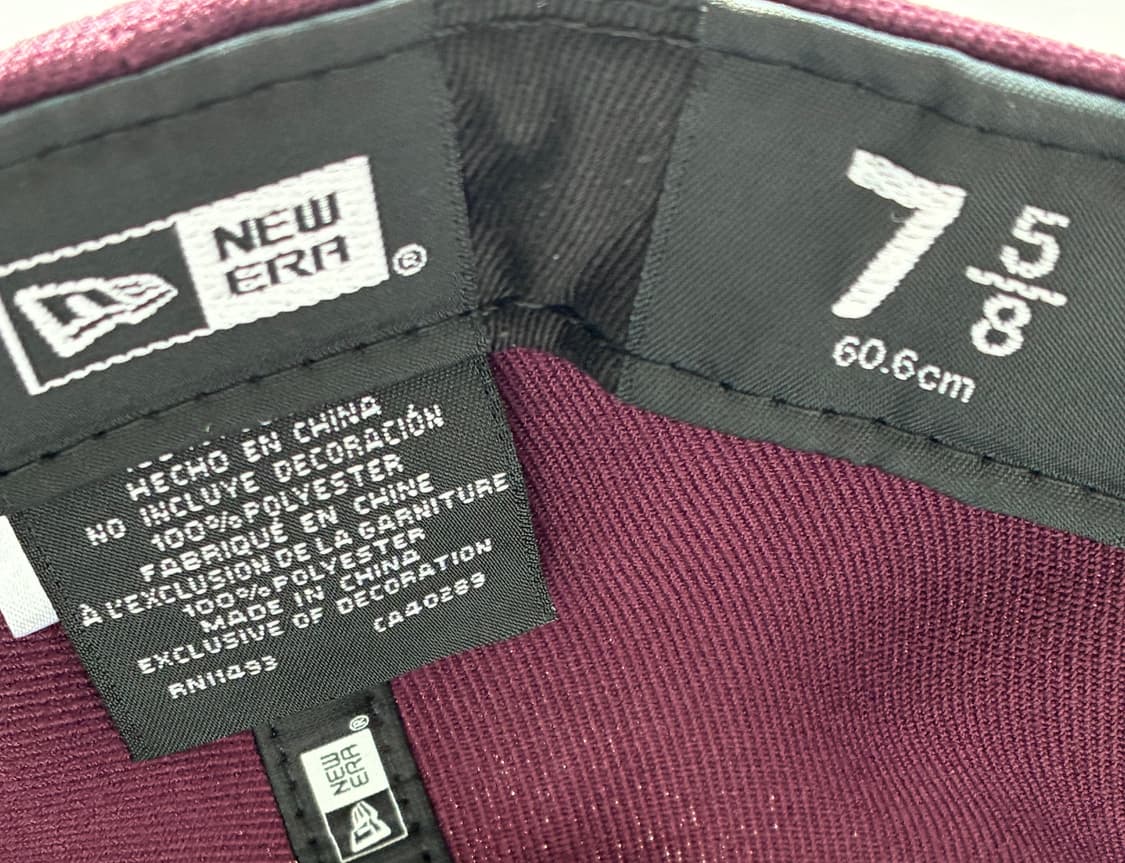 NEW
ERA®
7 5/8
60.6cm
HECHO EN CHINA
NO INCLUYE DECORACIÓN
100%POLYESTER
FABRIQUÉ EN CHINE
À L'EXCLUSION DE LA GARNITURE
100%POLYESTER
MADE IN CHINA
EXCLUSIVE OF DECORATION
RN11493 CA40289
NEW
ERA®